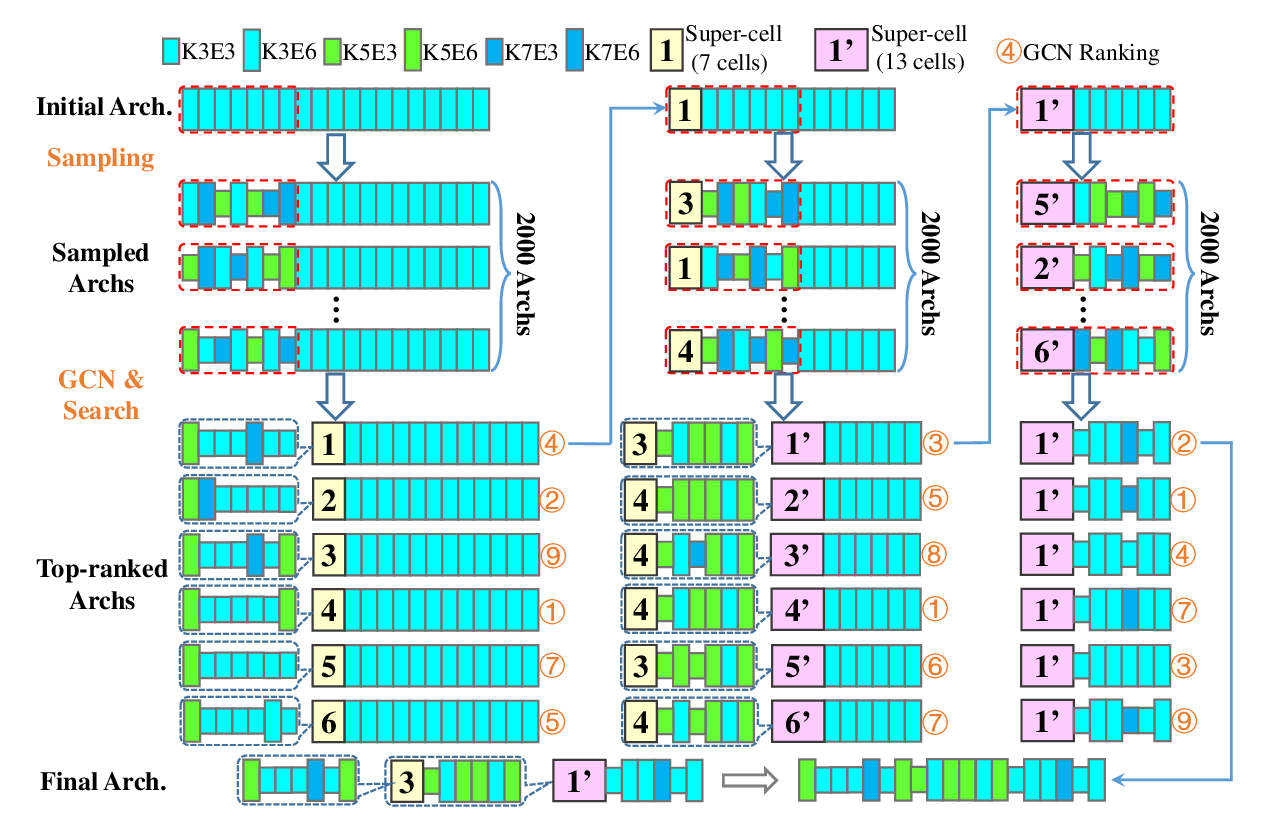 K3E3 K3E6 K5E3 K5E6 K7E3 K7E6 1 Super-cell (7 cells) 1’ Super-cell (13 cells) ④GCN Ranking
Initial Arch. 1 1’
Sampling
3 5’
Sampled Archs 1 2’
... ... ...
4 6’
2000 Archs 2000 Archs 2000 Archs
GCN & Search
1 ④ 3 1’ ③ 1’ ②
2 ② 4 2’ ⑤ 1’ ①
3 ⑨ 4 3’ ⑧ 1’ ④
Top-ranked Archs
4 ① 4 4’ ① 1’ ⑦
5 ⑦ 3 5’ ⑥ 1’ ③
6 ⑤ 4 6’ ⑦ 1’ ⑨
Final Arch. 3 1’